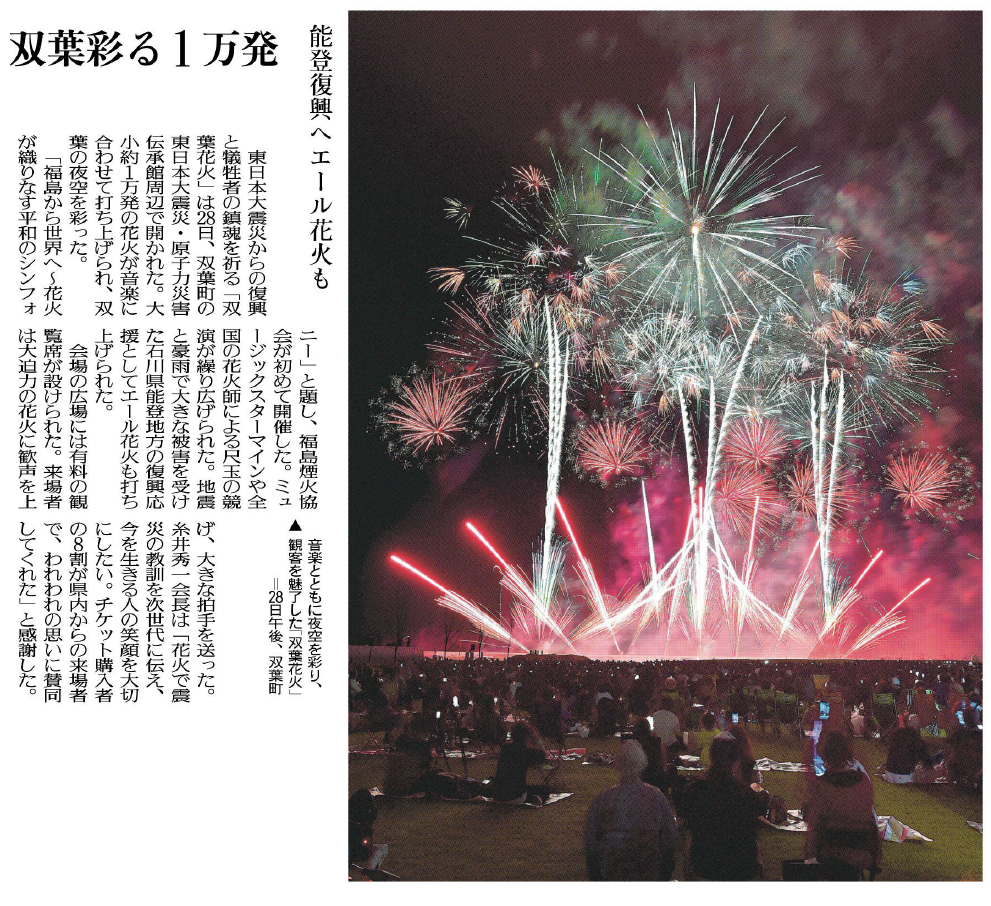 双葉彩る1万発
能登復興へエール花火も
東日本大震災からの復興
と犠牲者の鎮魂を祈る「双
葉花火」は28日、双葉町の
東日本大震災・原子力災害
伝承館周辺で開かれた。大
小約1万発の花火が音楽に
合わせて打ち上げられ、双
葉の夜空を彩った。
「福島から世界へ～花火
が織りなす平和のシンフォ
ニー」と題し、福島煙火協
会が初めて開催した。ミュ
ージックスターマインや全
国の花火師による尺玉の競
演が繰り広げられた。地震
と豪雨で大きな被害を受け
た石川県能登地方の復興応
援としてエール花火も打ち
上げられた。
会場の広場には有料の観
覧席が設けられた。来場者
は大迫力の花火に歓声を上
げ、大きな拍手を送った。
糸井秀一会長は「花火で震
災の教訓を次世代に伝え、
今を生きる人の笑顔を大切
にしたい。チケット購入者
の8割が県内からの来場者
で、われわれの思いに賛同
してくれた」と感謝した。
▲音楽とともに夜空を彩り、
観客を魅了した「双葉花火」
＝28日午後、双葉町